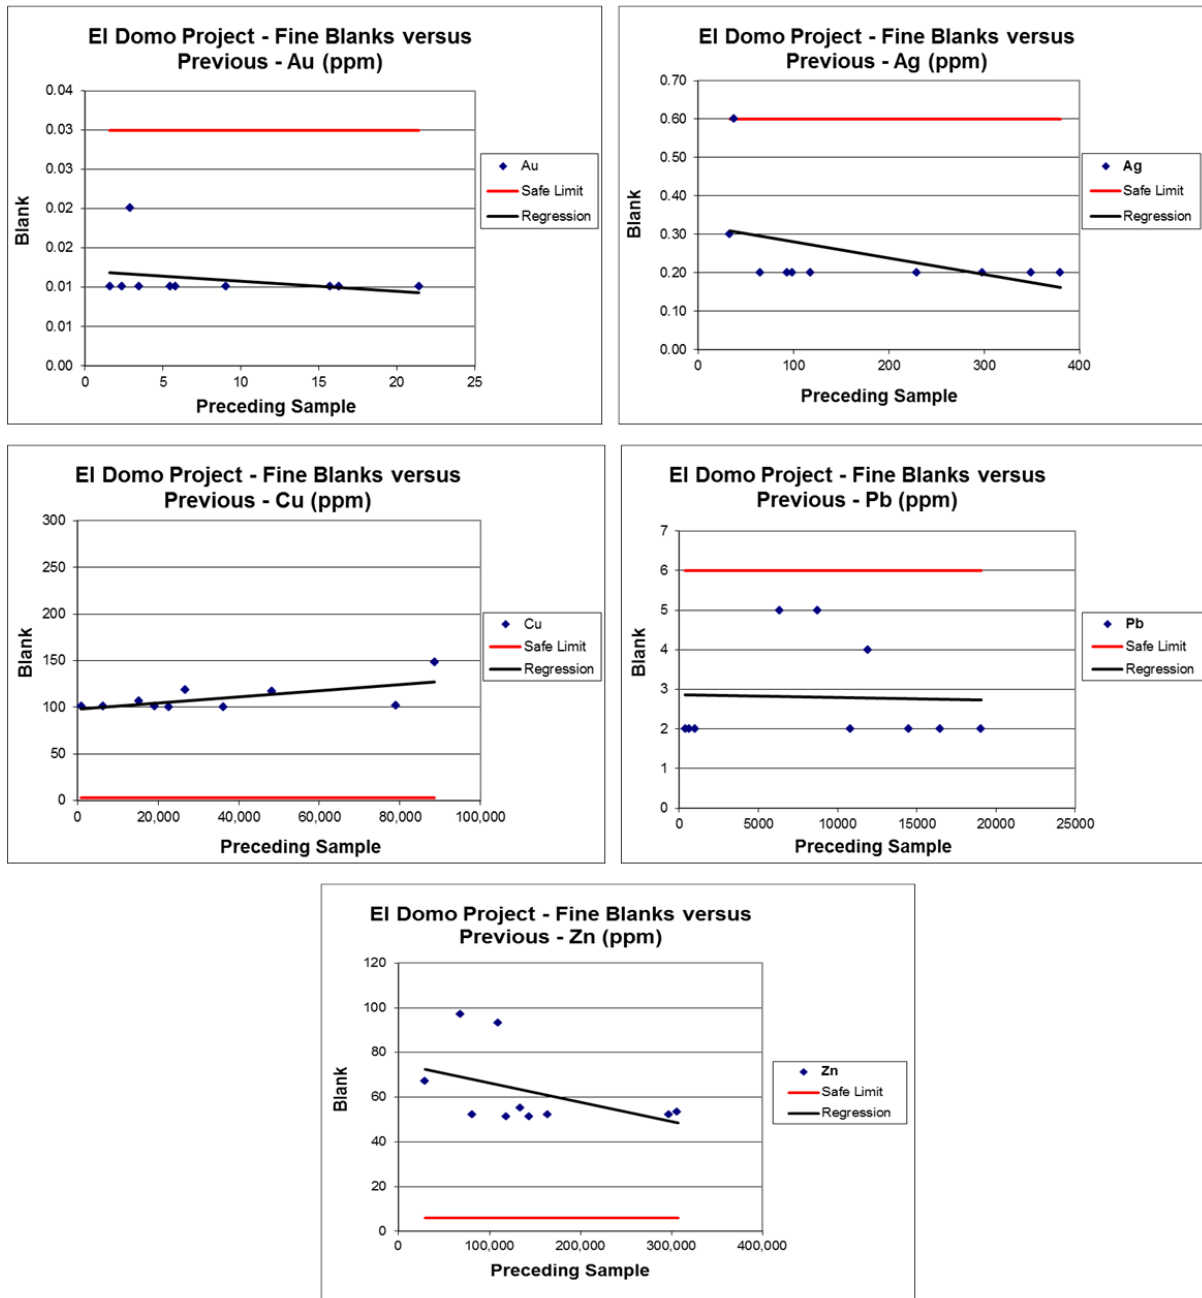 El Domo Project - Fine Blanks versus
Previous - Au (ppm)
0.04
0.03
0.03
0.02
0.02
0.01
0.01
0.00
0
5
10
15
20
25
Blank
Preceding Sample
Au
Safe Limit
Regression
El Domo Project - Fine Blanks versus
Previous - Ag (ppm)
0.70
0.60
0.50
0.40
0.30
0.20
0.10
0.00
0
100
200
300
400
Blank
Preceding Sample
Ag
Safe Limit
Regression
El Domo Project - Fine Blanks versus
Previous - Cu (ppm)
300
250
200
150
100
50
0
0
20,000
40,000
60,000
80,000
100,000
Blank
Preceding Sample
Cu
Safe Limit
Regression
El Domo Project - Fine Blanks versus
Previous - Pb (ppm)
7
6
5
4
3
2
1
0
0
5000
10000
15000
20000
25000
Blank
Preceding Sample
Pb
Safe Limit
Regression
El Domo Project - Fine Blanks versus
Previous - Zn (ppm)
120
100
80
60
40
20
0
0
100,000
200,000
300,000
400,000
Blank
Preceding Sample
Zn
Safe Limit
Regression